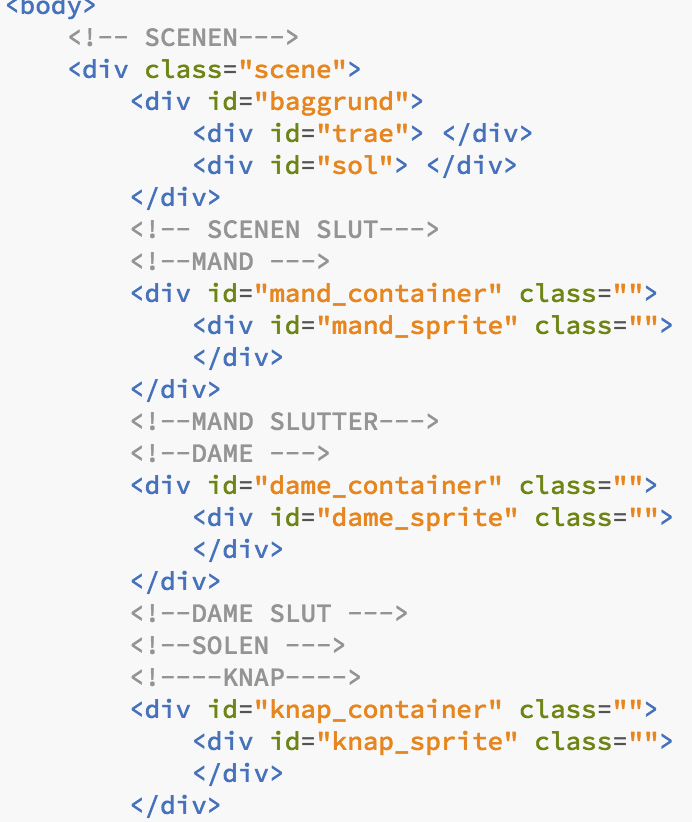 <body>
<!-- SCENEN--->
<div class="scene">
<div id="baggrund">
<div id="trae"> </div>
<div id="sol"> </div>
</div>
<!-- SCENEN SLUT--->
<!--MAND --->
<div id="mand_container" class="">
<div id="mand_sprite" class="">
</div>
</div>
<!--MAND SLUTTER--->
<!--DAME --->
<div id="dame_container" class="">
<div id="dame_sprite" class="">
</div>
</div>
<!--DAME SLUT --->
<!--SOLEN --->
<!----KNAP---->
<div id="knap_container" class="">
<div id="knap_sprite" class="">
</div>
</div>